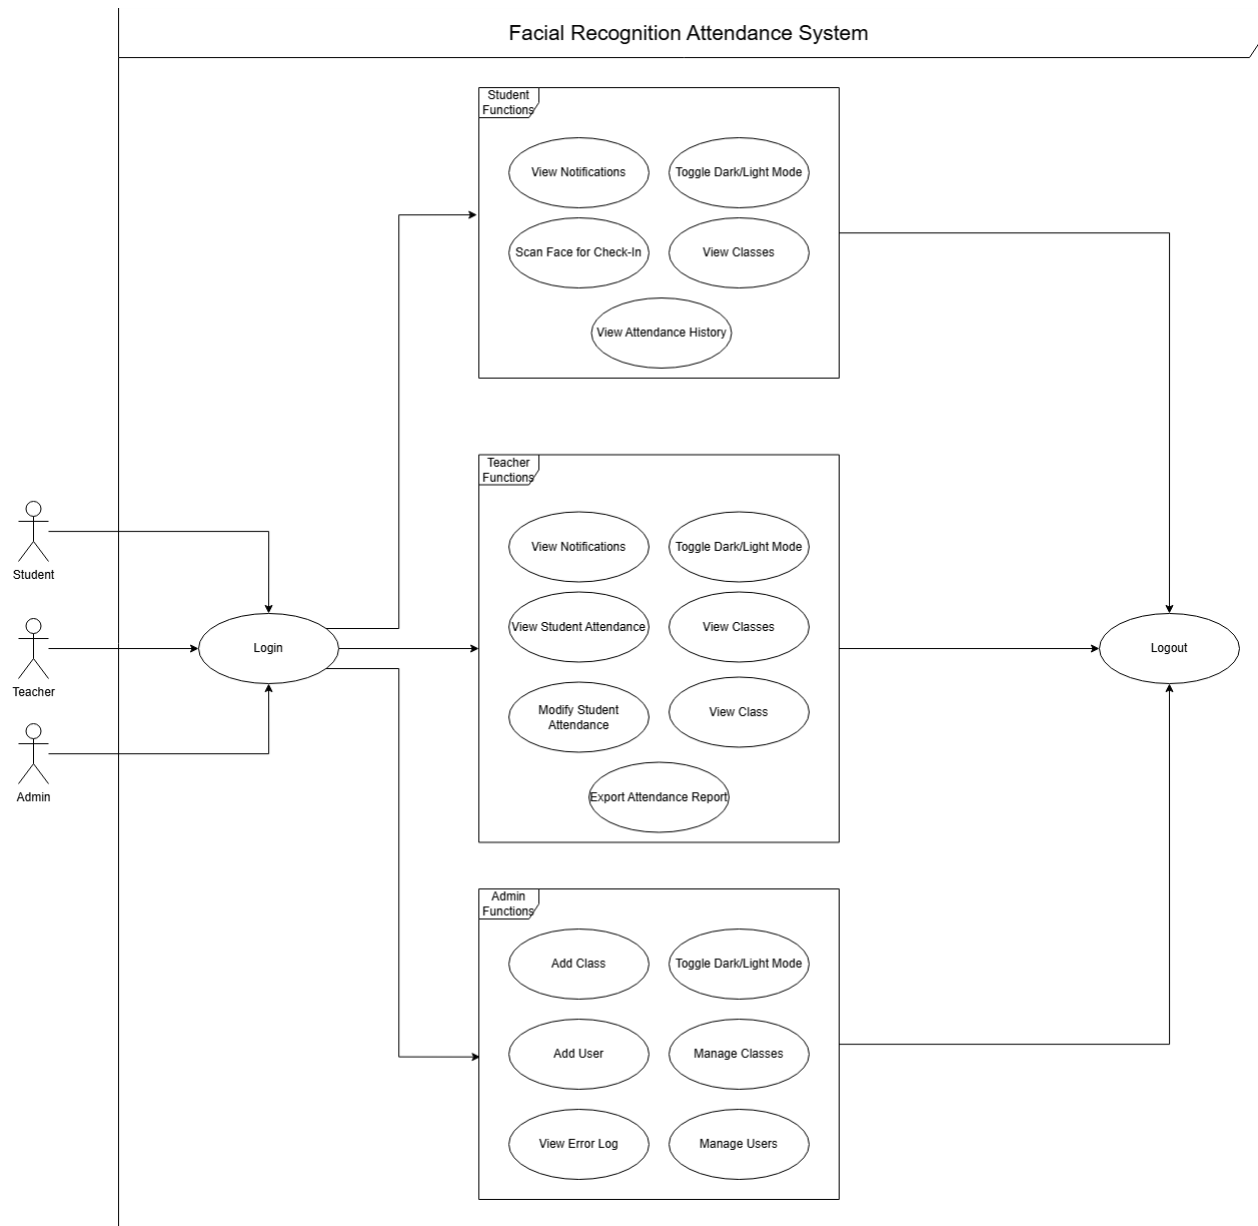 Facial Recognition Attendance System
Student
Functions
View Notifications
Toggle Dark/Light Mode
Scan Face for Check-In
View Classes
View Attendance History
Teacher
Functions
View Notifications
Toggle Dark/Light Mode
View Student Attendance
View Classes
Modify Student
Attendance
View Class
Export Attendance Report
Student
Teacher
Admin
Login
Logout
Admin
Functions
Add Class
Toggle Dark/Light Mode
Add User
Manage Classes
View Error Log
Manage Users